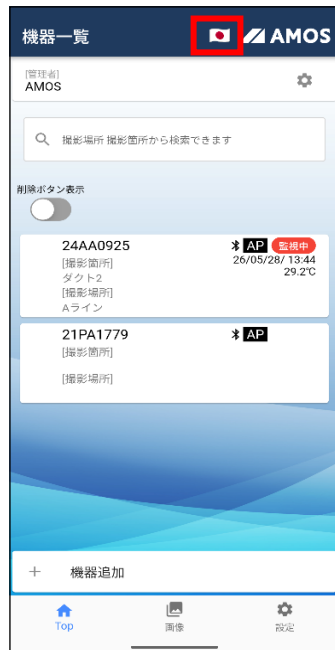 機器一覧
AMOS
[管理者]
AMOS
撮影場所 撮影箇所から検索できます
削除ボタン表示
24AA0925
AP 監視中
[撮影箇所]
26/05/28/ 13:44
ダクト2
29.2℃
[撮影場所]
Aライン
21PA1779
AP
[撮影箇所]
[撮影場所]
+ 機器追加
Top
画像
設定